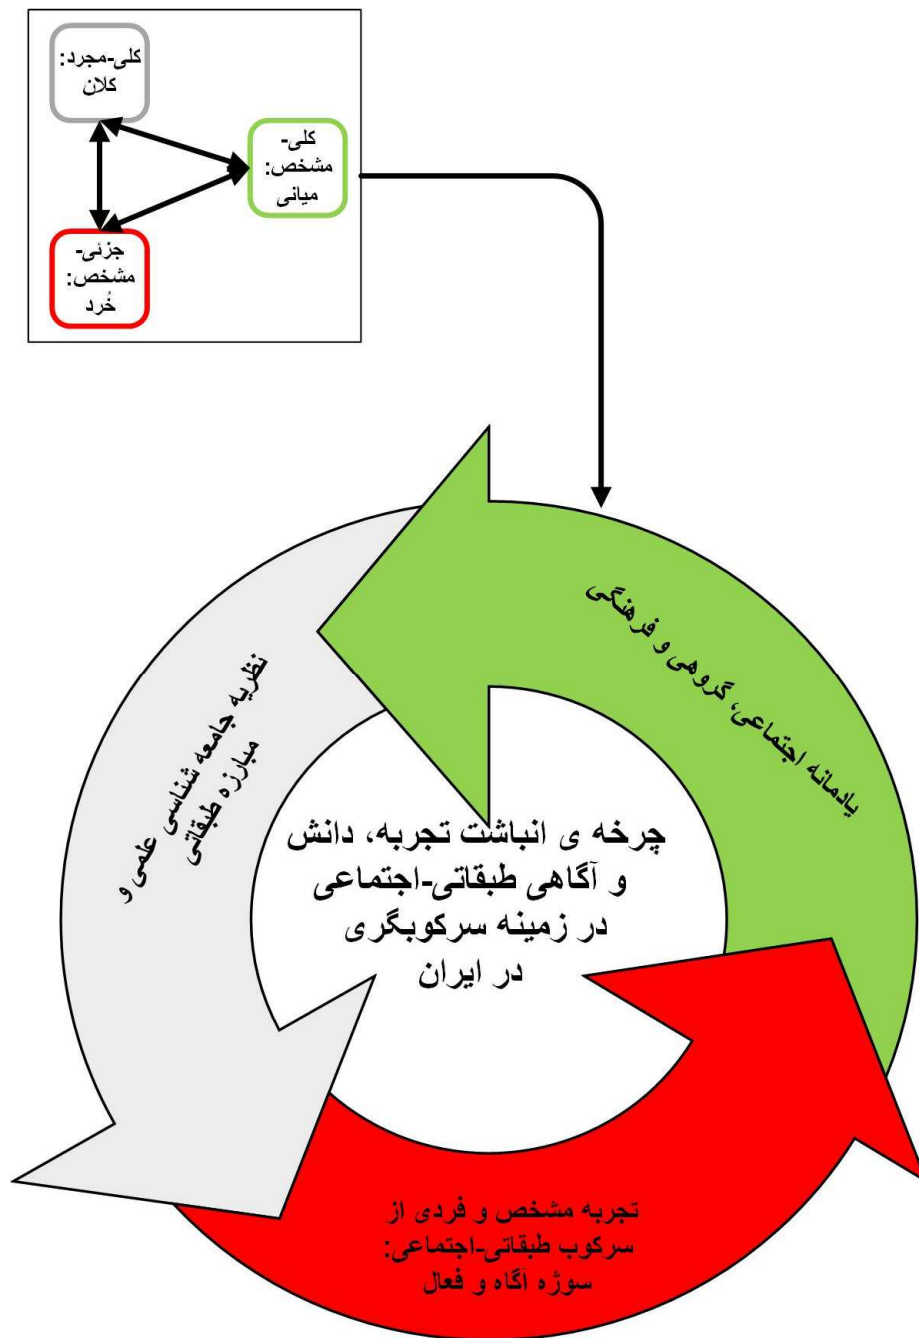 کلی-مجرد:
کلان
کلی-
مشخص:
میانی
جزئی-
مشخص:
خُرد
یادمانه اجتماعی، گروهی و فرهنگی
نظریه جامعه شناسی علمی و
مبارزه طبقاتی
چرخه ی انباشت تجربه، دانش
و آگاهی طبقاتی-اجتماعی
در زمینه سرکوبگری
در ایران
تجربه مشخص و فردی از
سرکوب طبقاتی-اجتماعی:
سوژه آگاه و فعال